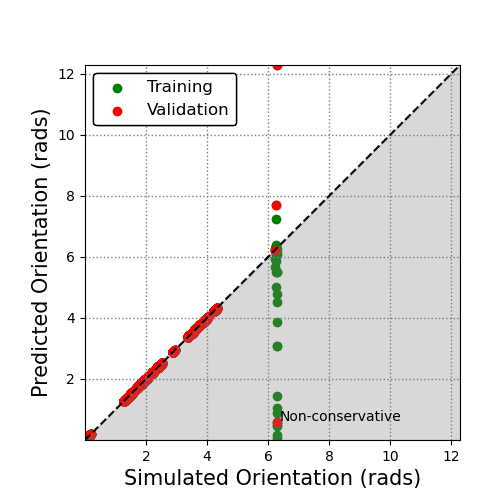 12
10
8
6
4
2
Training
Validation
Non-conservative
2
4
6
8
10
12
Predicted Orientation (rads)
Simulated Orientation (rads)